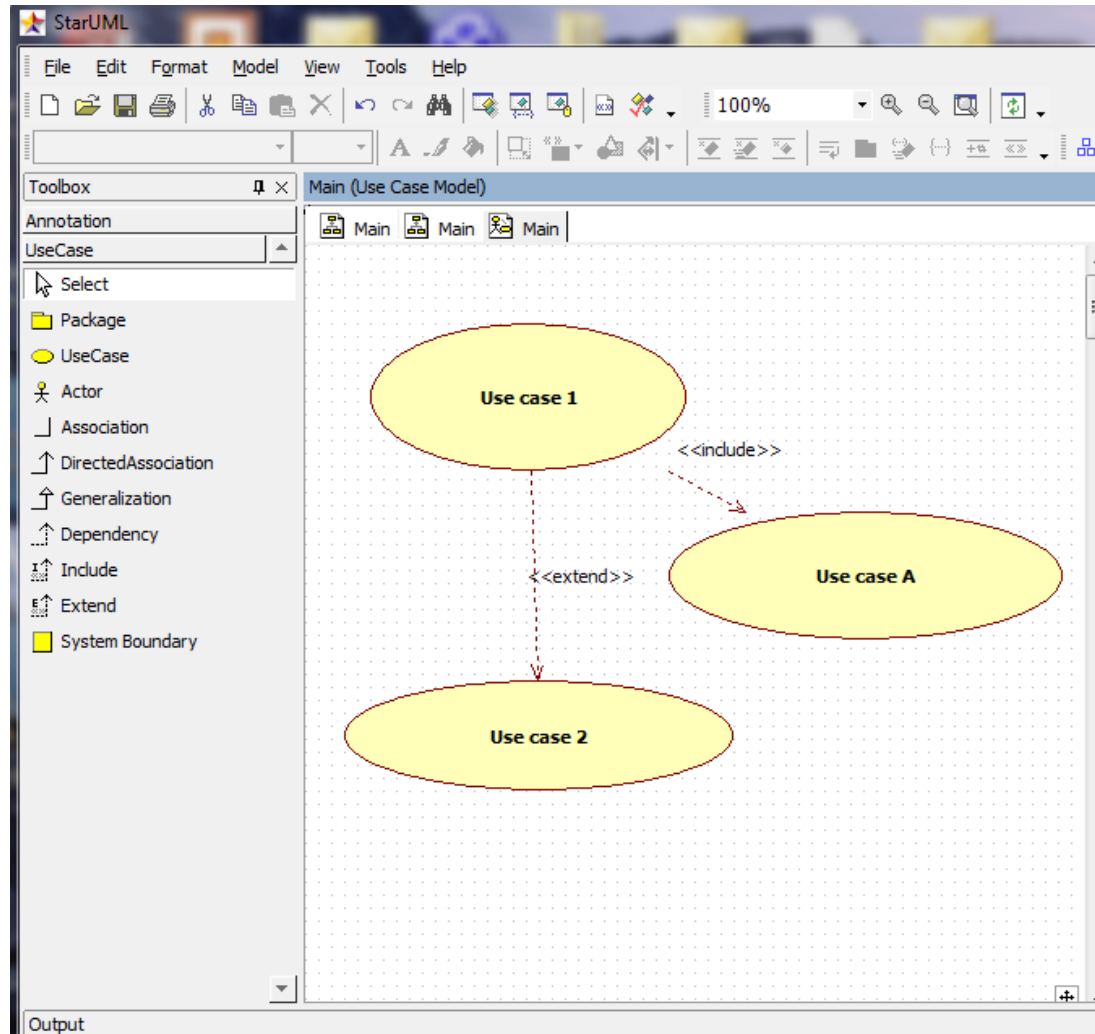 StarUML
File Edit Format Model View Tools Help
100%
Toolbox
Main (Use Case Model)
Annotation
Main Main Main
UseCase
Select
Package
UseCase
Actor
Association
DirectedAssociation
Generalization
Dependency
Include
Extend
System Boundary
Use case 1
<<include>>
<<extend>>
Use case A
Use case 2
Output